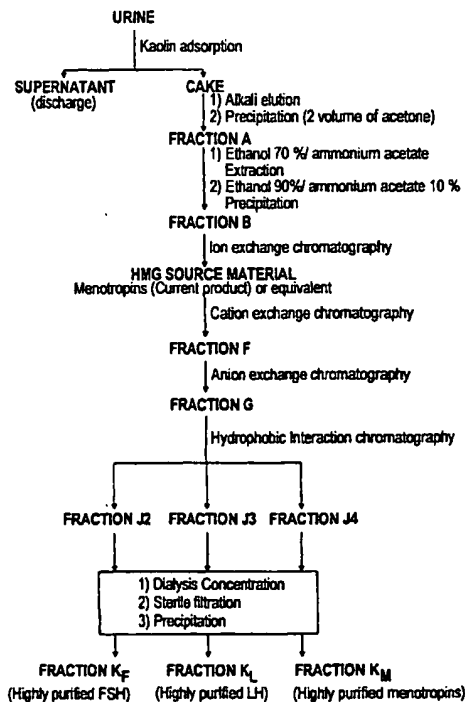 URINE
Kaolin adsorption
SUPERNATANT
(discharge)
CAKE
1) Alkali elution
2) Precipitation (2 volume of acetone)
FRACTION A
1) Ethanol 70 %/ ammonium acetate
Extraction
2) Ethanol 90%/ ammonium acetate 10 %
Precipitation
FRACTION B
Ion exchange chromatography
HMG SOURCE MATERIAL
Menotropins (Current product) or equivalent
Cation exchange chromatography
FRACTION F
Anion exchange chromatography
FRACTION G
Hydrophobic Interaction chromatography
FRACTION J2 FRACTION J3 FRACTION J4
1) Dialysis Concentration
2) Sterile filtration
3) Precipitation
FRACTION KF FRACTION KL FRACTION KM
(Highly purified FSH) (Highly purified LH) (Highly purified menotropins)